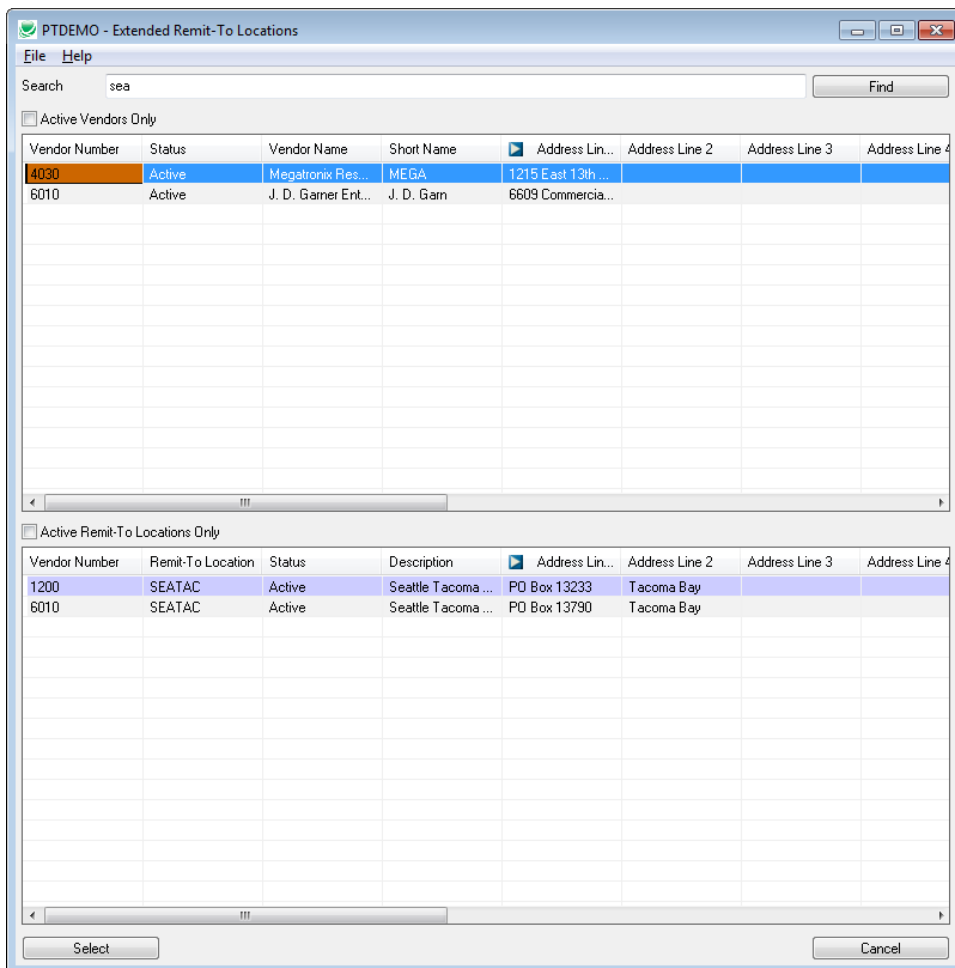 PTDEMO - Extended Remit-To Locations
File Help
Search sea Find
Active Vendors Only
Vendor Number Status Vendor Name Short Name Address Lin... Address Line 2 Address Line 3 Address Line 4
4030 Active Megatronix Res... MEGA 1215 East 13th ...
6010 Active J. D. Garner Ent... J. D. Garn 6609 Commercia...
Active Remit-To Locations Only
Vendor Number Remit-To Location Status Description Address Lin... Address Line 2 Address Line 3 Address Line 4
1200 SEATAC Active Seattle Tacoma ... PO Box 13233 Tacoma Bay
6010 SEATAC Active Seattle Tacoma ... PO Box 13790 Tacoma Bay
Select Cancel